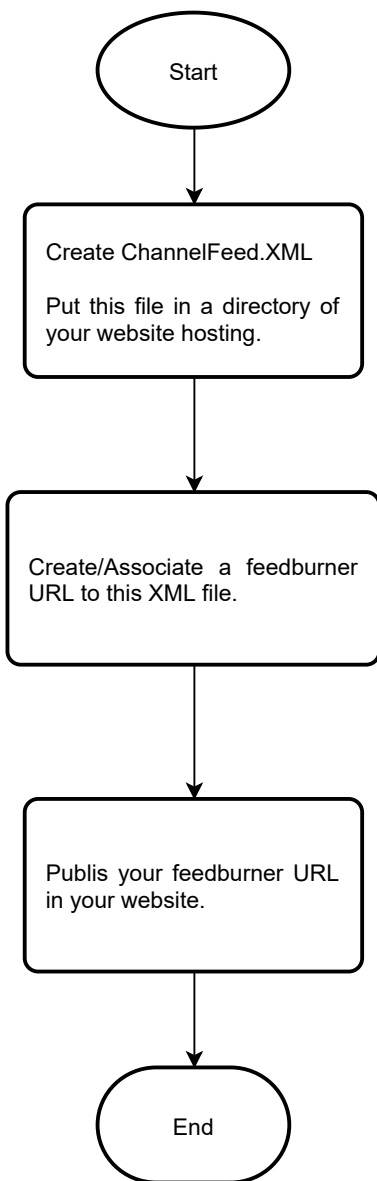 Start
Create ChannelFeed.XML
Put this file in a directory of
your website hosting.
Create/Associate a feedburner
URL to this XML file.
Publis your feedburner URL
in your website.
End